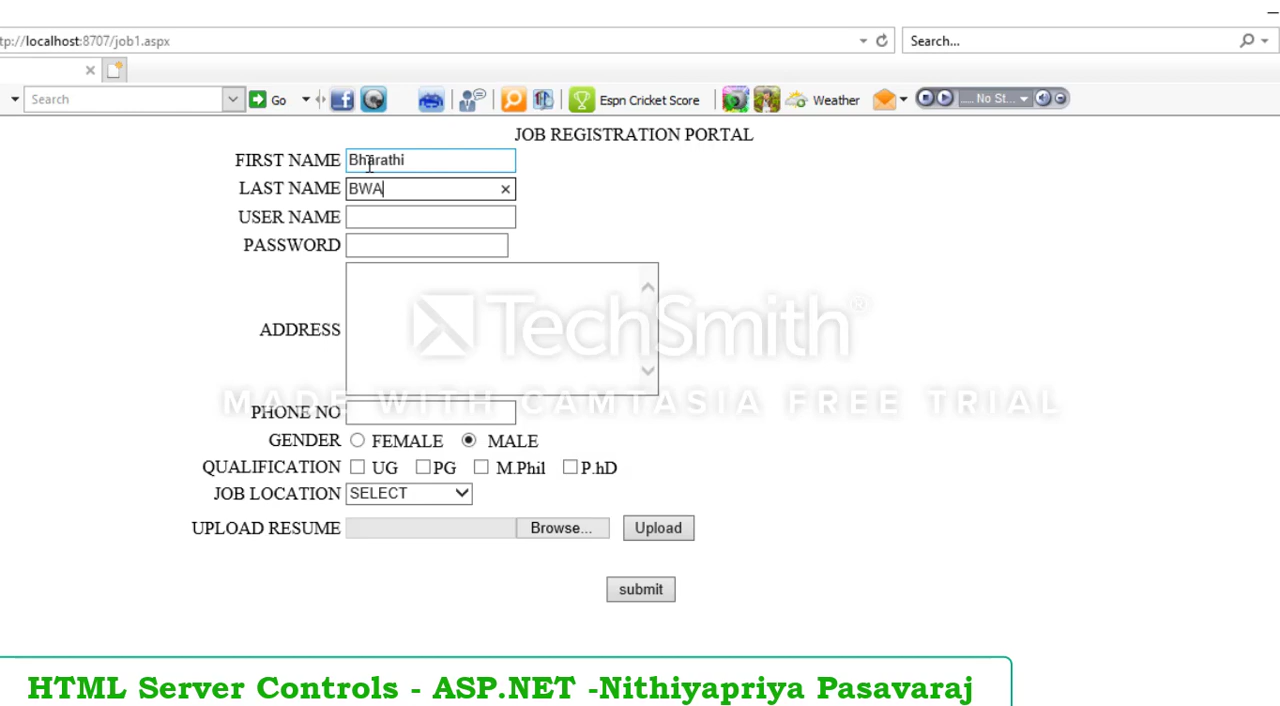 tp://localhost:8707/job1.aspx
Search...
Search
Go
Espn Cricket Score
Weather
..... No St...
JOB REGISTRATION PORTAL
FIRST NAME Bharathi
LAST NAME BWA
USER NAME
PASSWORD
ADDRESS
TechSmith®
MADE WITH CAMTASIA FREE TRIAL
PHONE NO
GENDER FEMALE MALE
QUALIFICATION UG PG M.Phil P.hD
JOB LOCATION SELECT
UPLOAD RESUME Browse... Upload
submit
HTML Server Controls - ASP.NET -Nithiyapriya Pasavaraj